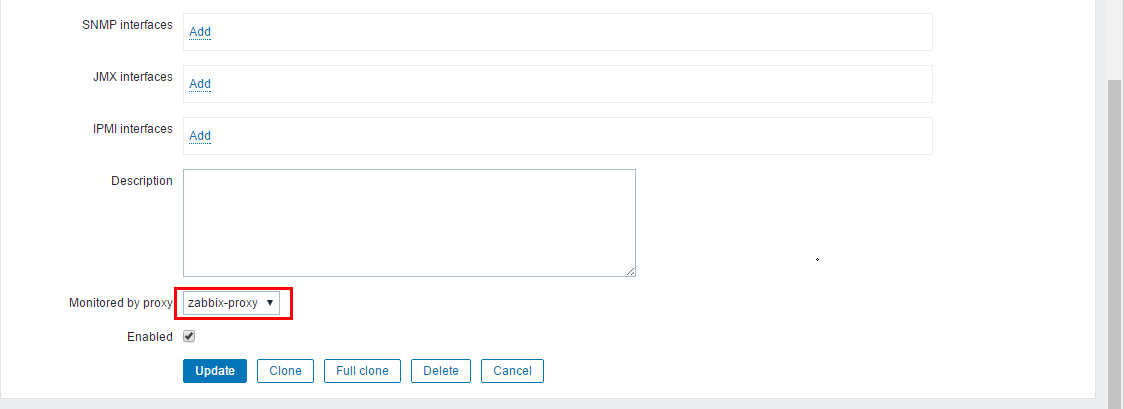 SNMP interfaces Add
JMX interfaces Add
IPMI interfaces Add
Description
Monitored by proxy zabbix-proxy
Enabled
Update Clone Full clone Delete Cancel